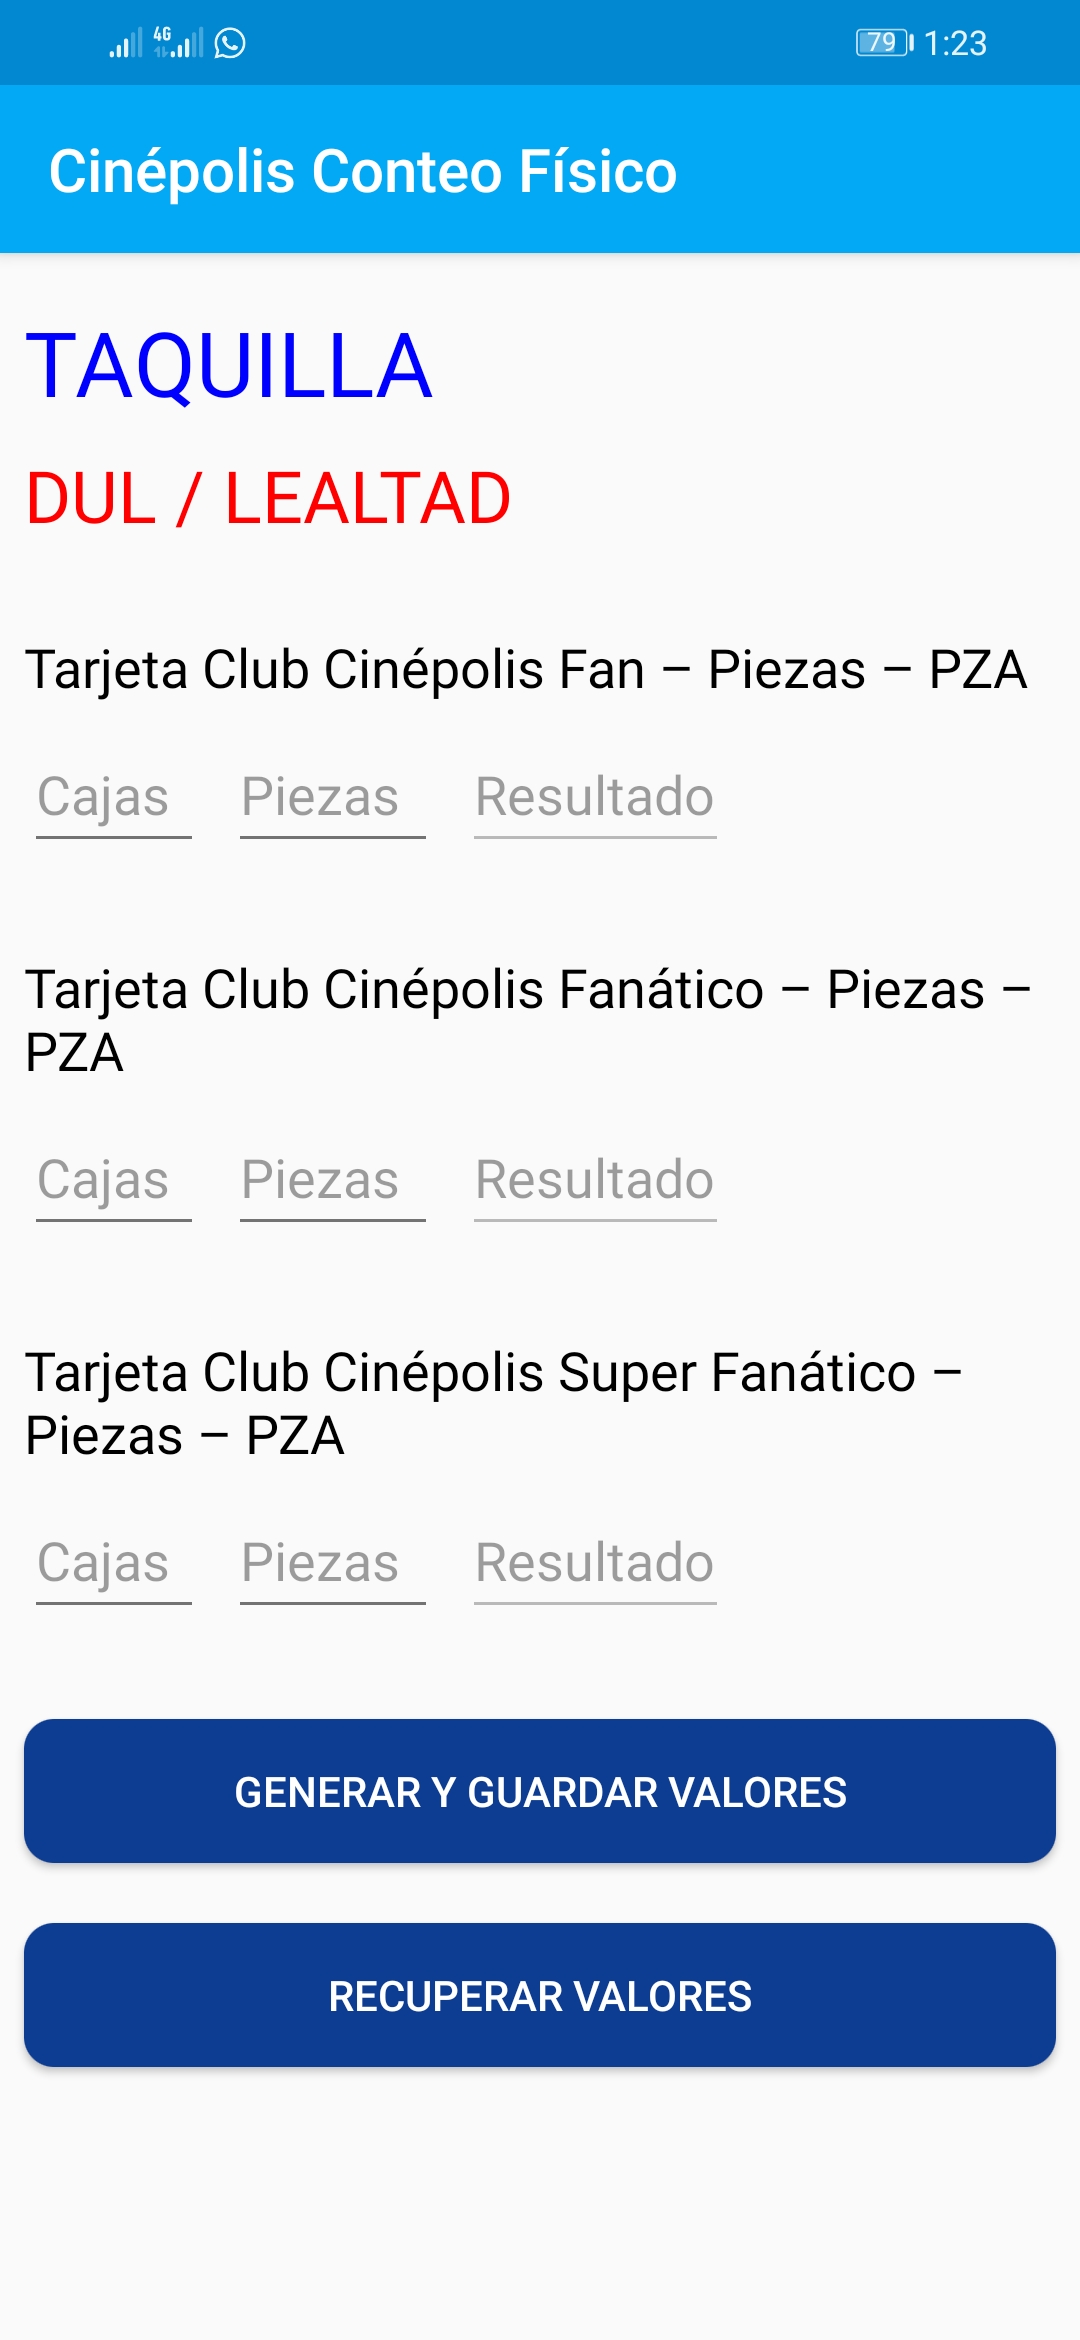 4G 79 1:23
Cinépolis Conteo Físico
TAQUILLA
DUL / LEALTAD
Tarjeta Club Cinépolis Fan – Piezas – PZA
Cajas Piezas Resultado
Tarjeta Club Cinépolis Fanático – Piezas –
PZA
Cajas Piezas Resultado
Tarjeta Club Cinépolis Super Fanático –
Piezas – PZA
Cajas Piezas Resultado
GENERAR Y GUARDAR VALORES
RECUPERAR VALORES